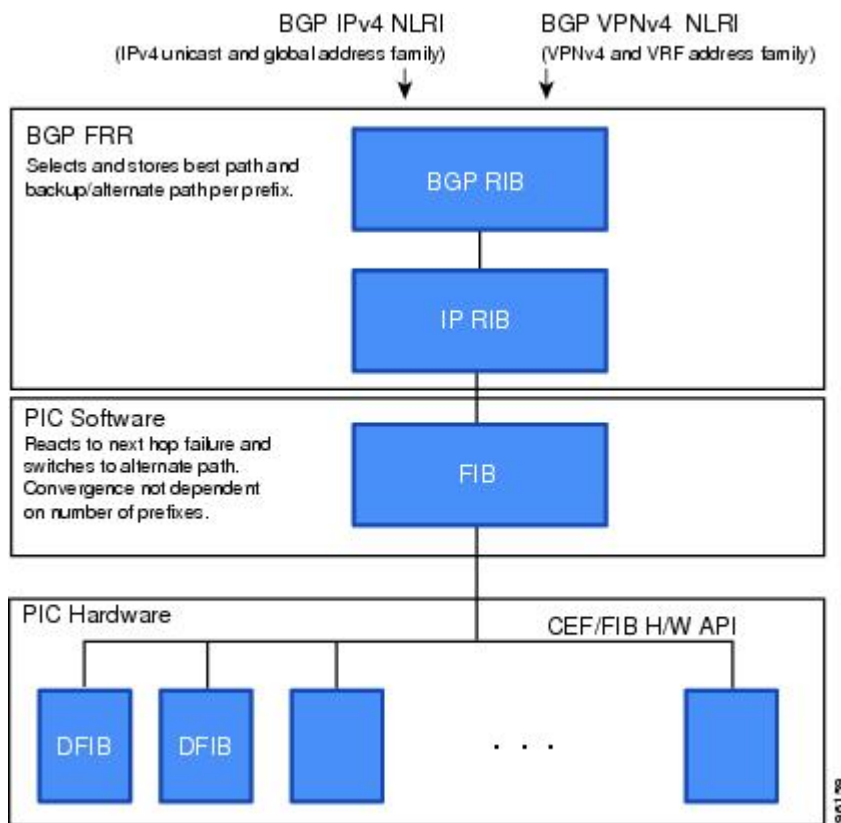 BGP IPv4 NLRI
(IPv4 unicast and global address family)
BGP VPNv4 NLRI
(VPNv4 and VRF address family)
BGP FRR
Selects and stores best path and
backup/alternate path per prefix.
BGP RIB
IP RIB
PIC Software
Reacts to next hop failure and
switches to alternate path.
Convergence not dependent
on number of prefixes.
FIB
PIC Hardware
CEF/FIB H/W API
DFIB
DFIB
. . .